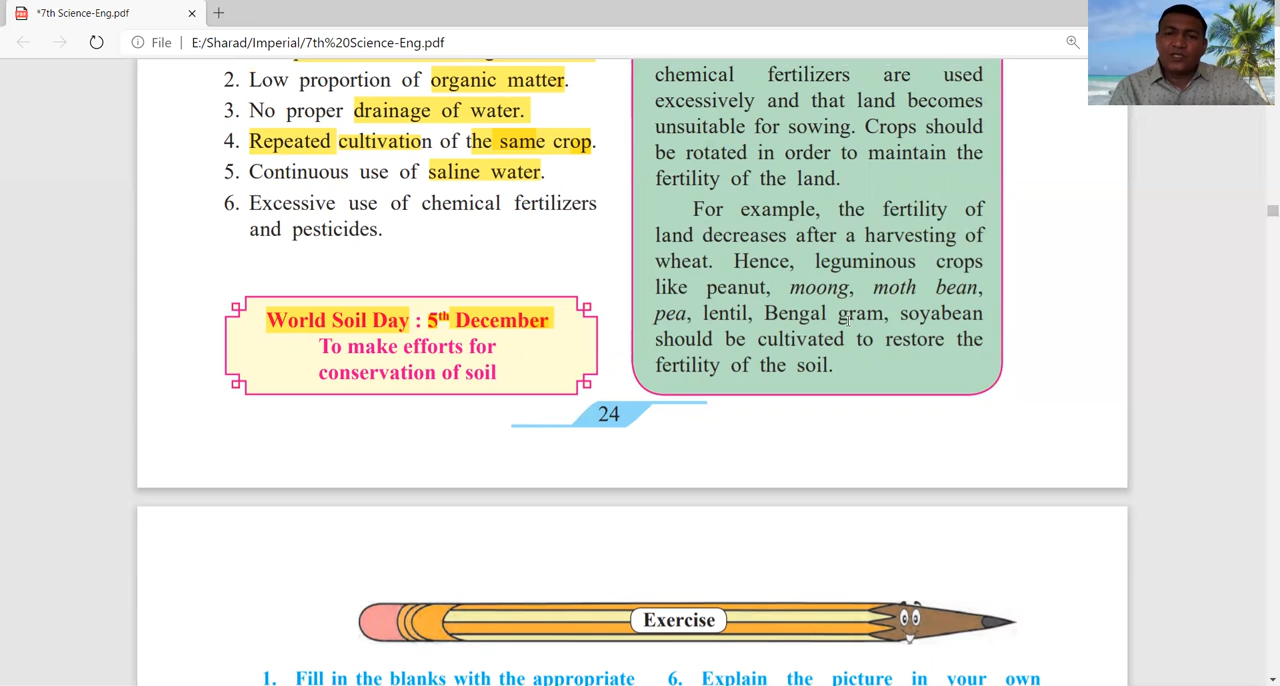 *7th Science-Eng.pdf
File | E:/Sharad/Imperial/7th%20Science-Eng.pdf
2. Low proportion of organic matter.
3. No proper drainage of water.
4. Repeated cultivation of the same crop.
5. Continuous use of saline water.
6. Excessive use of chemical fertilizers
and pesticides.
World Soil Day : 5th December
To make efforts for
conservation of soil
chemical fertilizers are used
excessively and that land becomes
unsuitable for sowing. Crops should
be rotated in order to maintain the
fertility of the land.
For example, the fertility of
land decreases after a harvesting of
wheat. Hence, leguminous crops
like peanut, moong, moth bean,
pea, lentil, Bengal gram, soyabean
should be cultivated to restore the
fertility of the soil.
24
Exercise
1. Fill in the blanks with the appropriate
6. Explain the picture in your own